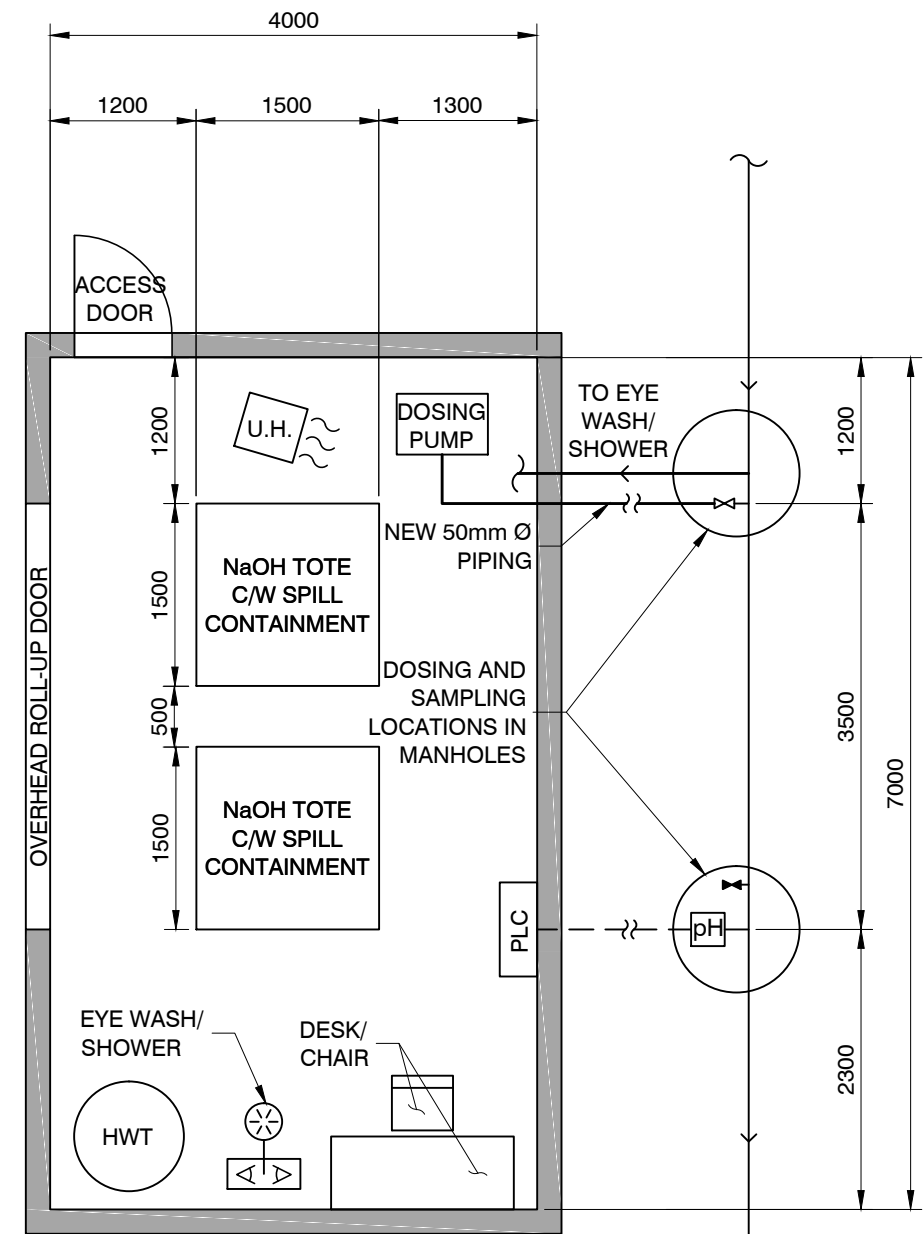 4000
1200
1500
1300
ACCESS
DOOR
1200
U.H.
DOSING
PUMP
TO EYE
WASH/
SHOWER
1200
NEW 50mm Ø
PIPING
OVERHEAD ROLL-UP DOOR
1500
NaOH TOTE
C/W SPILL
CONTAINMENT
500
DOSING AND
SAMPLING
LOCATIONS IN
MANHOLES
3500
7000
1500
NaOH TOTE
C/W SPILL
CONTAINMENT
PLC
pH
EYE WASH/
SHOWER
DESK/
CHAIR
2300
HWT